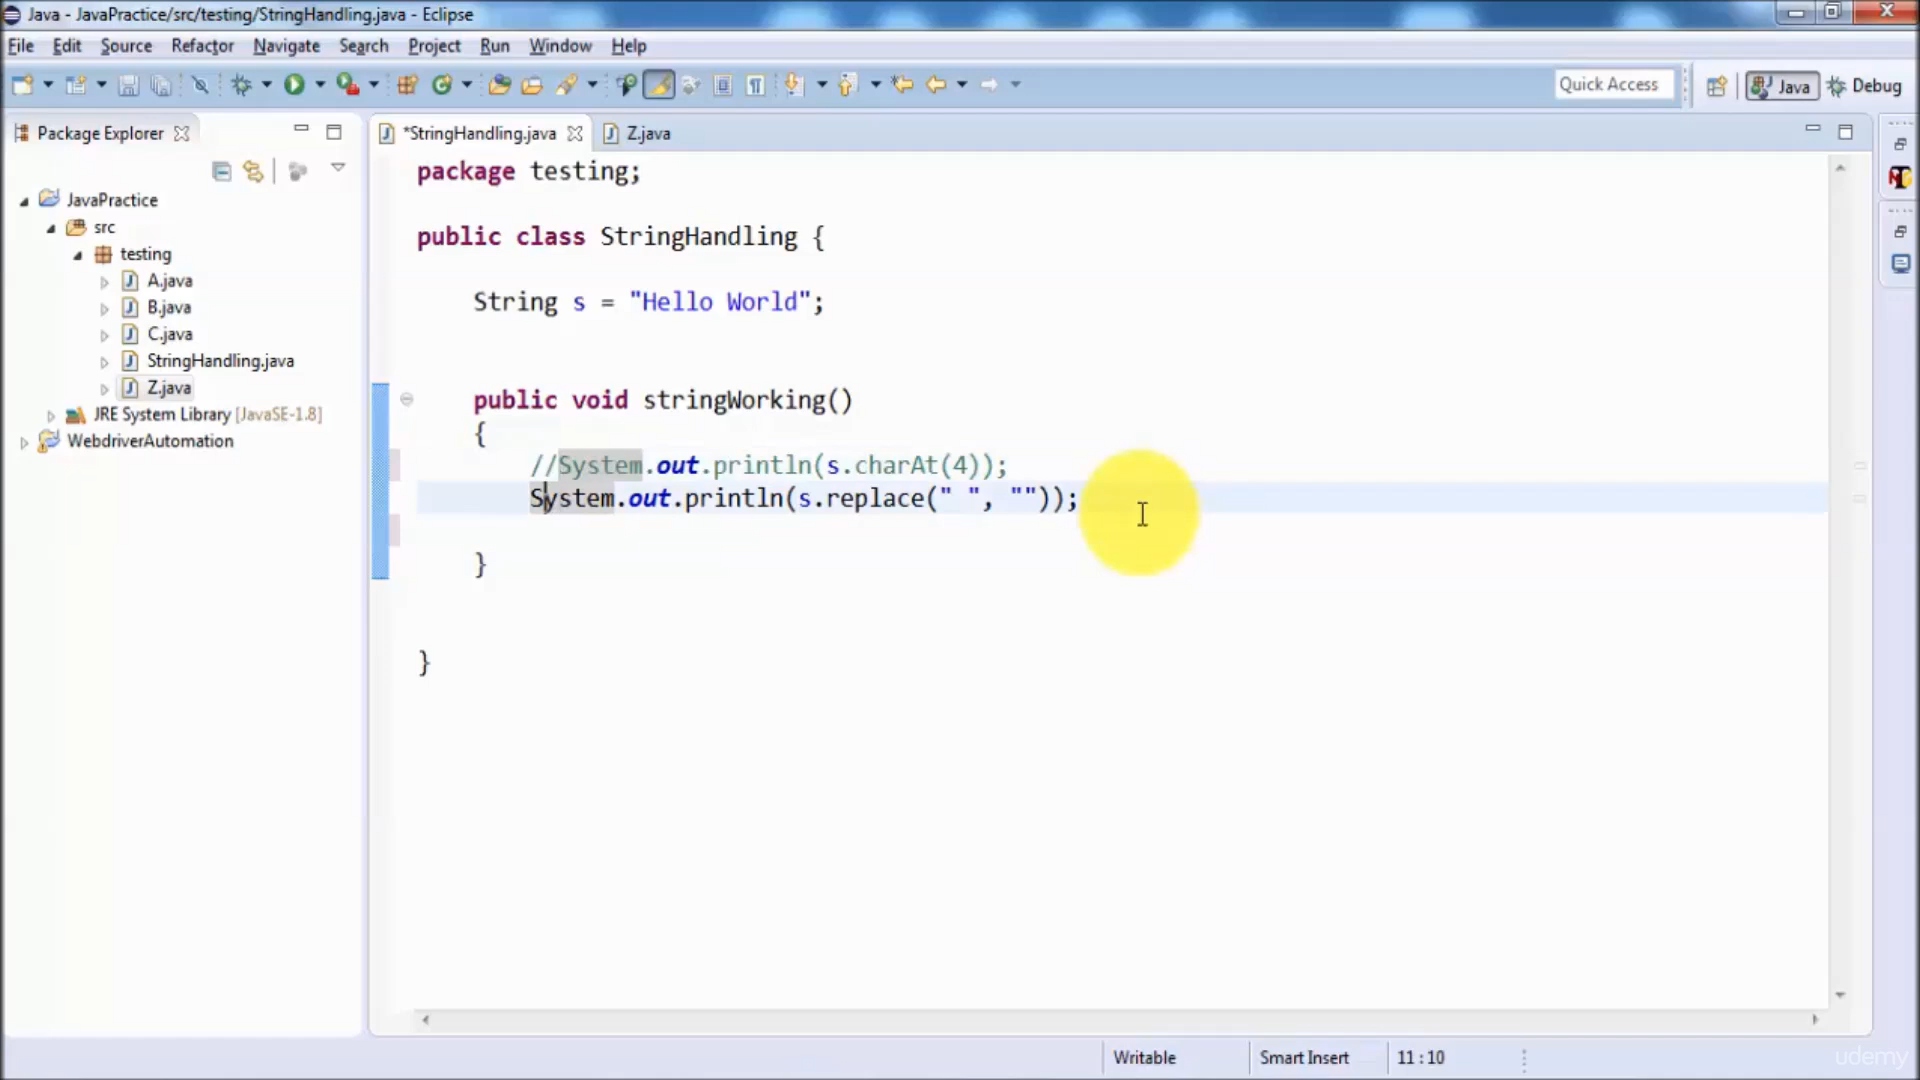 Java - JavaPractice/src/testing/StringHandling.java - Eclipse
File Edit Source Refactor Navigate Search Project Run Window Help
Quick Access Java Debug
Package Explorer
*StringHandling.java Z.java
JavaPractice
src
testing
A.java
B.java
C.java
StringHandling.java
Z.java
JRE System Library [JavaSE-1.8]
WebdriverAutomation
package testing;
public class StringHandling {
String s = "Hello World";
public void stringWorking()
{
//System.out.println(s.charAt(4));
System.out.println(s.replace(" ", ""));
}
}
Writable Smart Insert 11 : 10
udemy